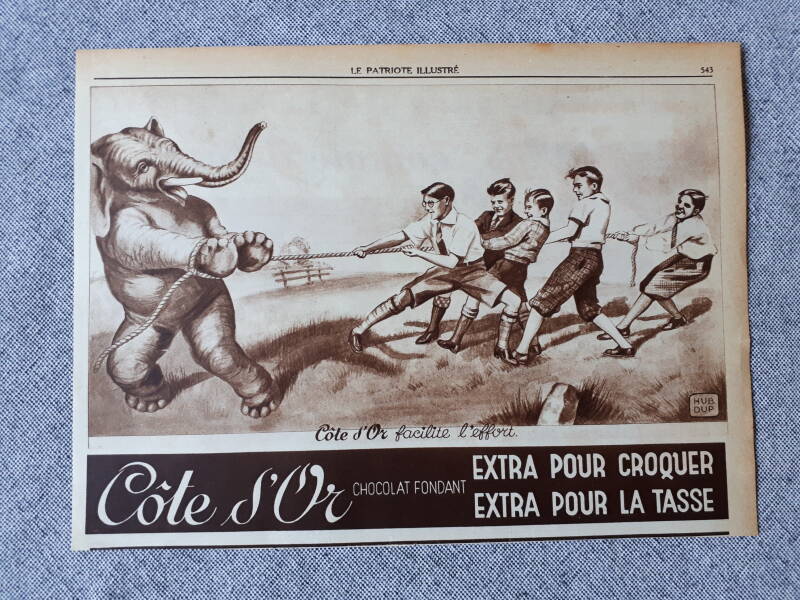 LE PATRIOTE ILLUSTRÉ
543
HUB.
DUP
Côte d'Or facilite l'effort.
Côte d'Or
CHOCOLAT FONDANT
EXTRA POUR CROQUER
EXTRA POUR LA TASSE